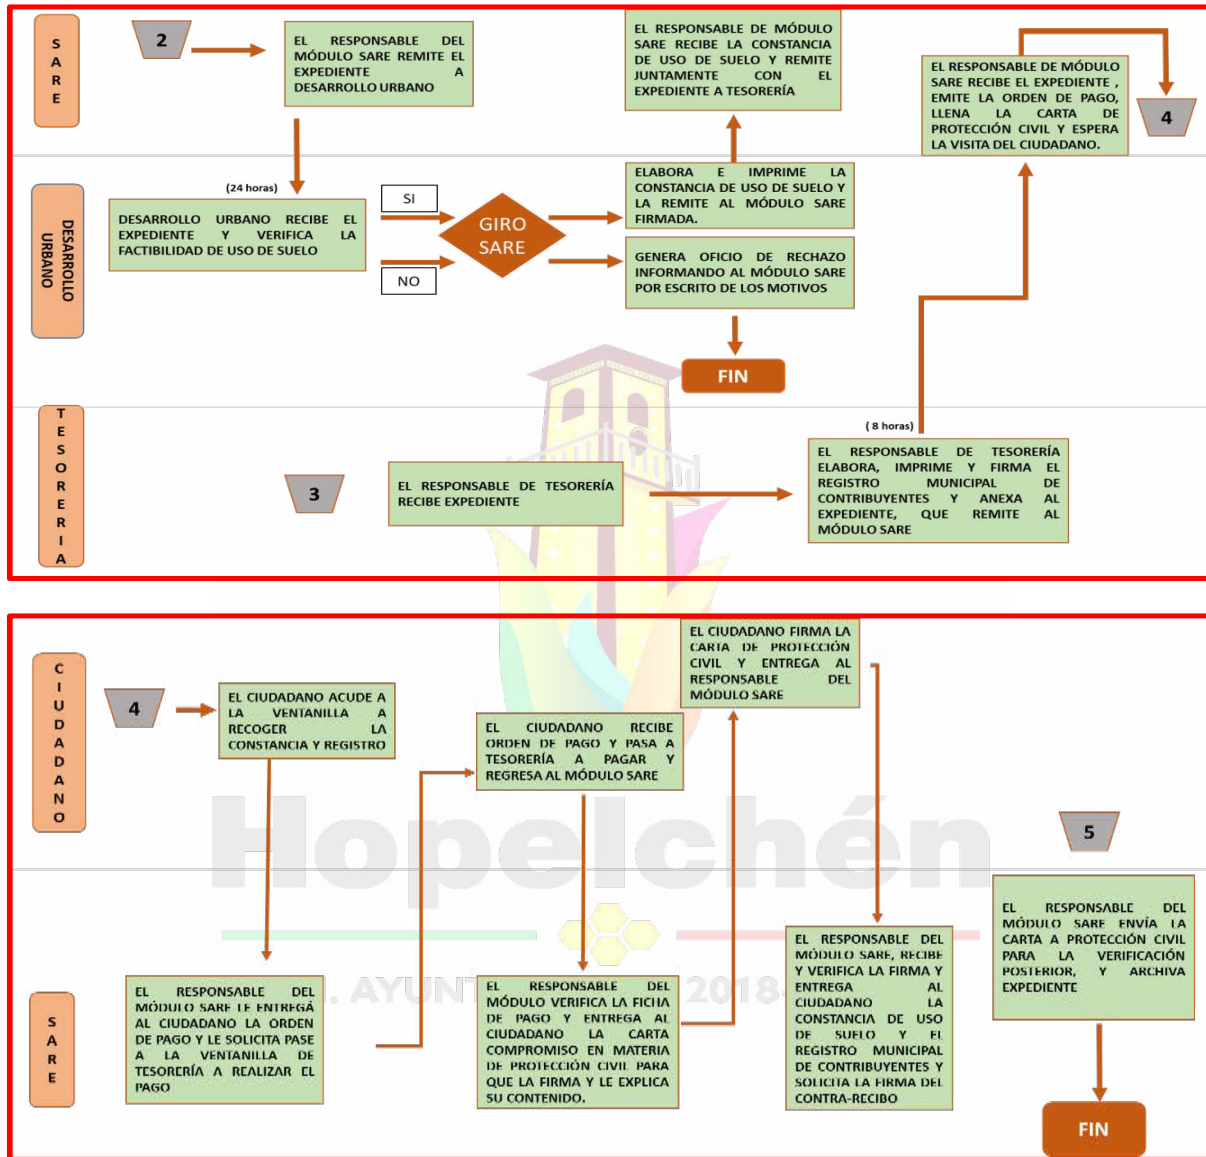 SARE
2
EL RESPONSABLE DEL
MÓDULO SARE REMITE EL
EXPEDIENTE A
DESARROLLO URBANO
EL RESPONSABLE DE MÓDULO
SARE RECIBE LA CONSTANCIA
DE USO DE SUELO Y REMITE
JUNTAMENTE CON EL
EXPEDIENTE A TESORERÍA
EL RESPONSABLE DE MÓDULO
SARE RECIBE EL EXPEDIENTE ,
EMITE LA ORDEN DE PAGO,
LLENA LA CARTA DE
PROTECCIÓN CIVIL Y ESPERA
LA VISITA DEL CIUDADANO.
4
DESARROLLO
URBANO
(24 horas)
DESARROLLO URBANO RECIBE EL
EXPEDIENTE Y VERIFICA LA
FACTIBILIDAD DE USO DE SUELO
SI
NO
GIRO
SARE
ELABORA E IMPRIME LA
CONSTANCIA DE USO DE SUELO Y
LA REMITE AL MÓDULO SARE
FIRMADA.
GENERA OFICIO DE RECHAZO
INFORMANDO AL MÓDULO SARE
POR ESCRITO DE LOS MOTIVOS
FIN
TESORERIA
3
EL RESPONSABLE DE TESORERÍA
RECIBE EXPEDIENTE
( 8 horas)
EL RESPONSABLE DE TESORERÍA
ELABORA, IMPRIME Y FIRMA EL
REGISTRO MUNICIPAL DE
CONTRIBUYENTES Y ANEXA AL
EXPEDIENTE, QUE REMITE AL
MÓDULO SARE
CIUDADANO
4
EL CIUDADANO ACUDE A
LA VENTANILLA A
RECOGER LA
CONSTANCIA Y REGISTRO
EL CIUDADANO RECIBE
ORDEN DE PAGO Y PASA A
TESORERÍA A PAGAR Y
REGRESA AL MÓDULO SARE
EL CIUDADANO FIRMA LA
CARTA DE PROTECCIÓN
CIVIL Y ENTREGA AL
RESPONSABLE DEL
MÓDULO SARE
5
Hopelchén
H. AYUNT 2018-
SARE
EL RESPONSABLE DEL
MÓDULO SARE LE ENTREGA
AL CIUDADANO LA ORDEN
DE PAGO Y LE SOLICITA PASE
A LA VENTANILLA DE
TESORERÍA A REALIZAR EL
PAGO
EL RESPONSABLE DEL
MÓDULO VERIFICA LA FICHA
DE PAGO Y ENTREGA AL
CIUDADANO LA CARTA
COMPROMISO EN MATERIA
DE PROTECCIÓN CIVIL PARA
QUE LA FIRMA Y LE EXPLICA
SU CONTENIDO.
EL RESPONSABLE DEL
MÓDULO SARE, RECIBE
Y VERIFICA LA FIRMA Y
ENTREGA AL
CIUDADANO LA
CONSTANCIA DE USO
DE SUELO Y EL
REGISTRO MUNICIPAL
DE CONTRIBUYENTES Y
SOLICITA LA FIRMA DEL
CONTRA-RECIBO
EL RESPONSABLE DEL
MÓDULO SARE ENVÍA LA
CARTA A PROTECCIÓN CIVIL
PARA LA VERIFICACIÓN
POSTERIOR, Y ARCHIVA
EXPEDIENTE
FIN